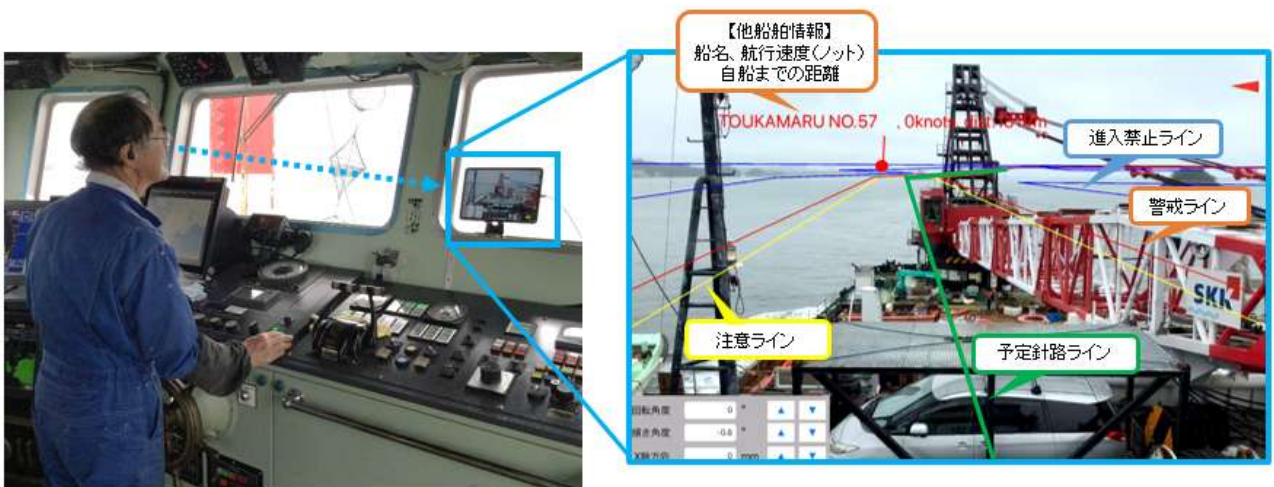 【他船舶情報】
船名、航行速度(ノット)
自船までの距離
TOUKAMARU NO.57 , 0knots, dist:
進入禁止ライン
警戒ライン
SKK
注意ライン
予定針路ライン
回転角度 0 °
傾き角度 -0.8 °
0 mm